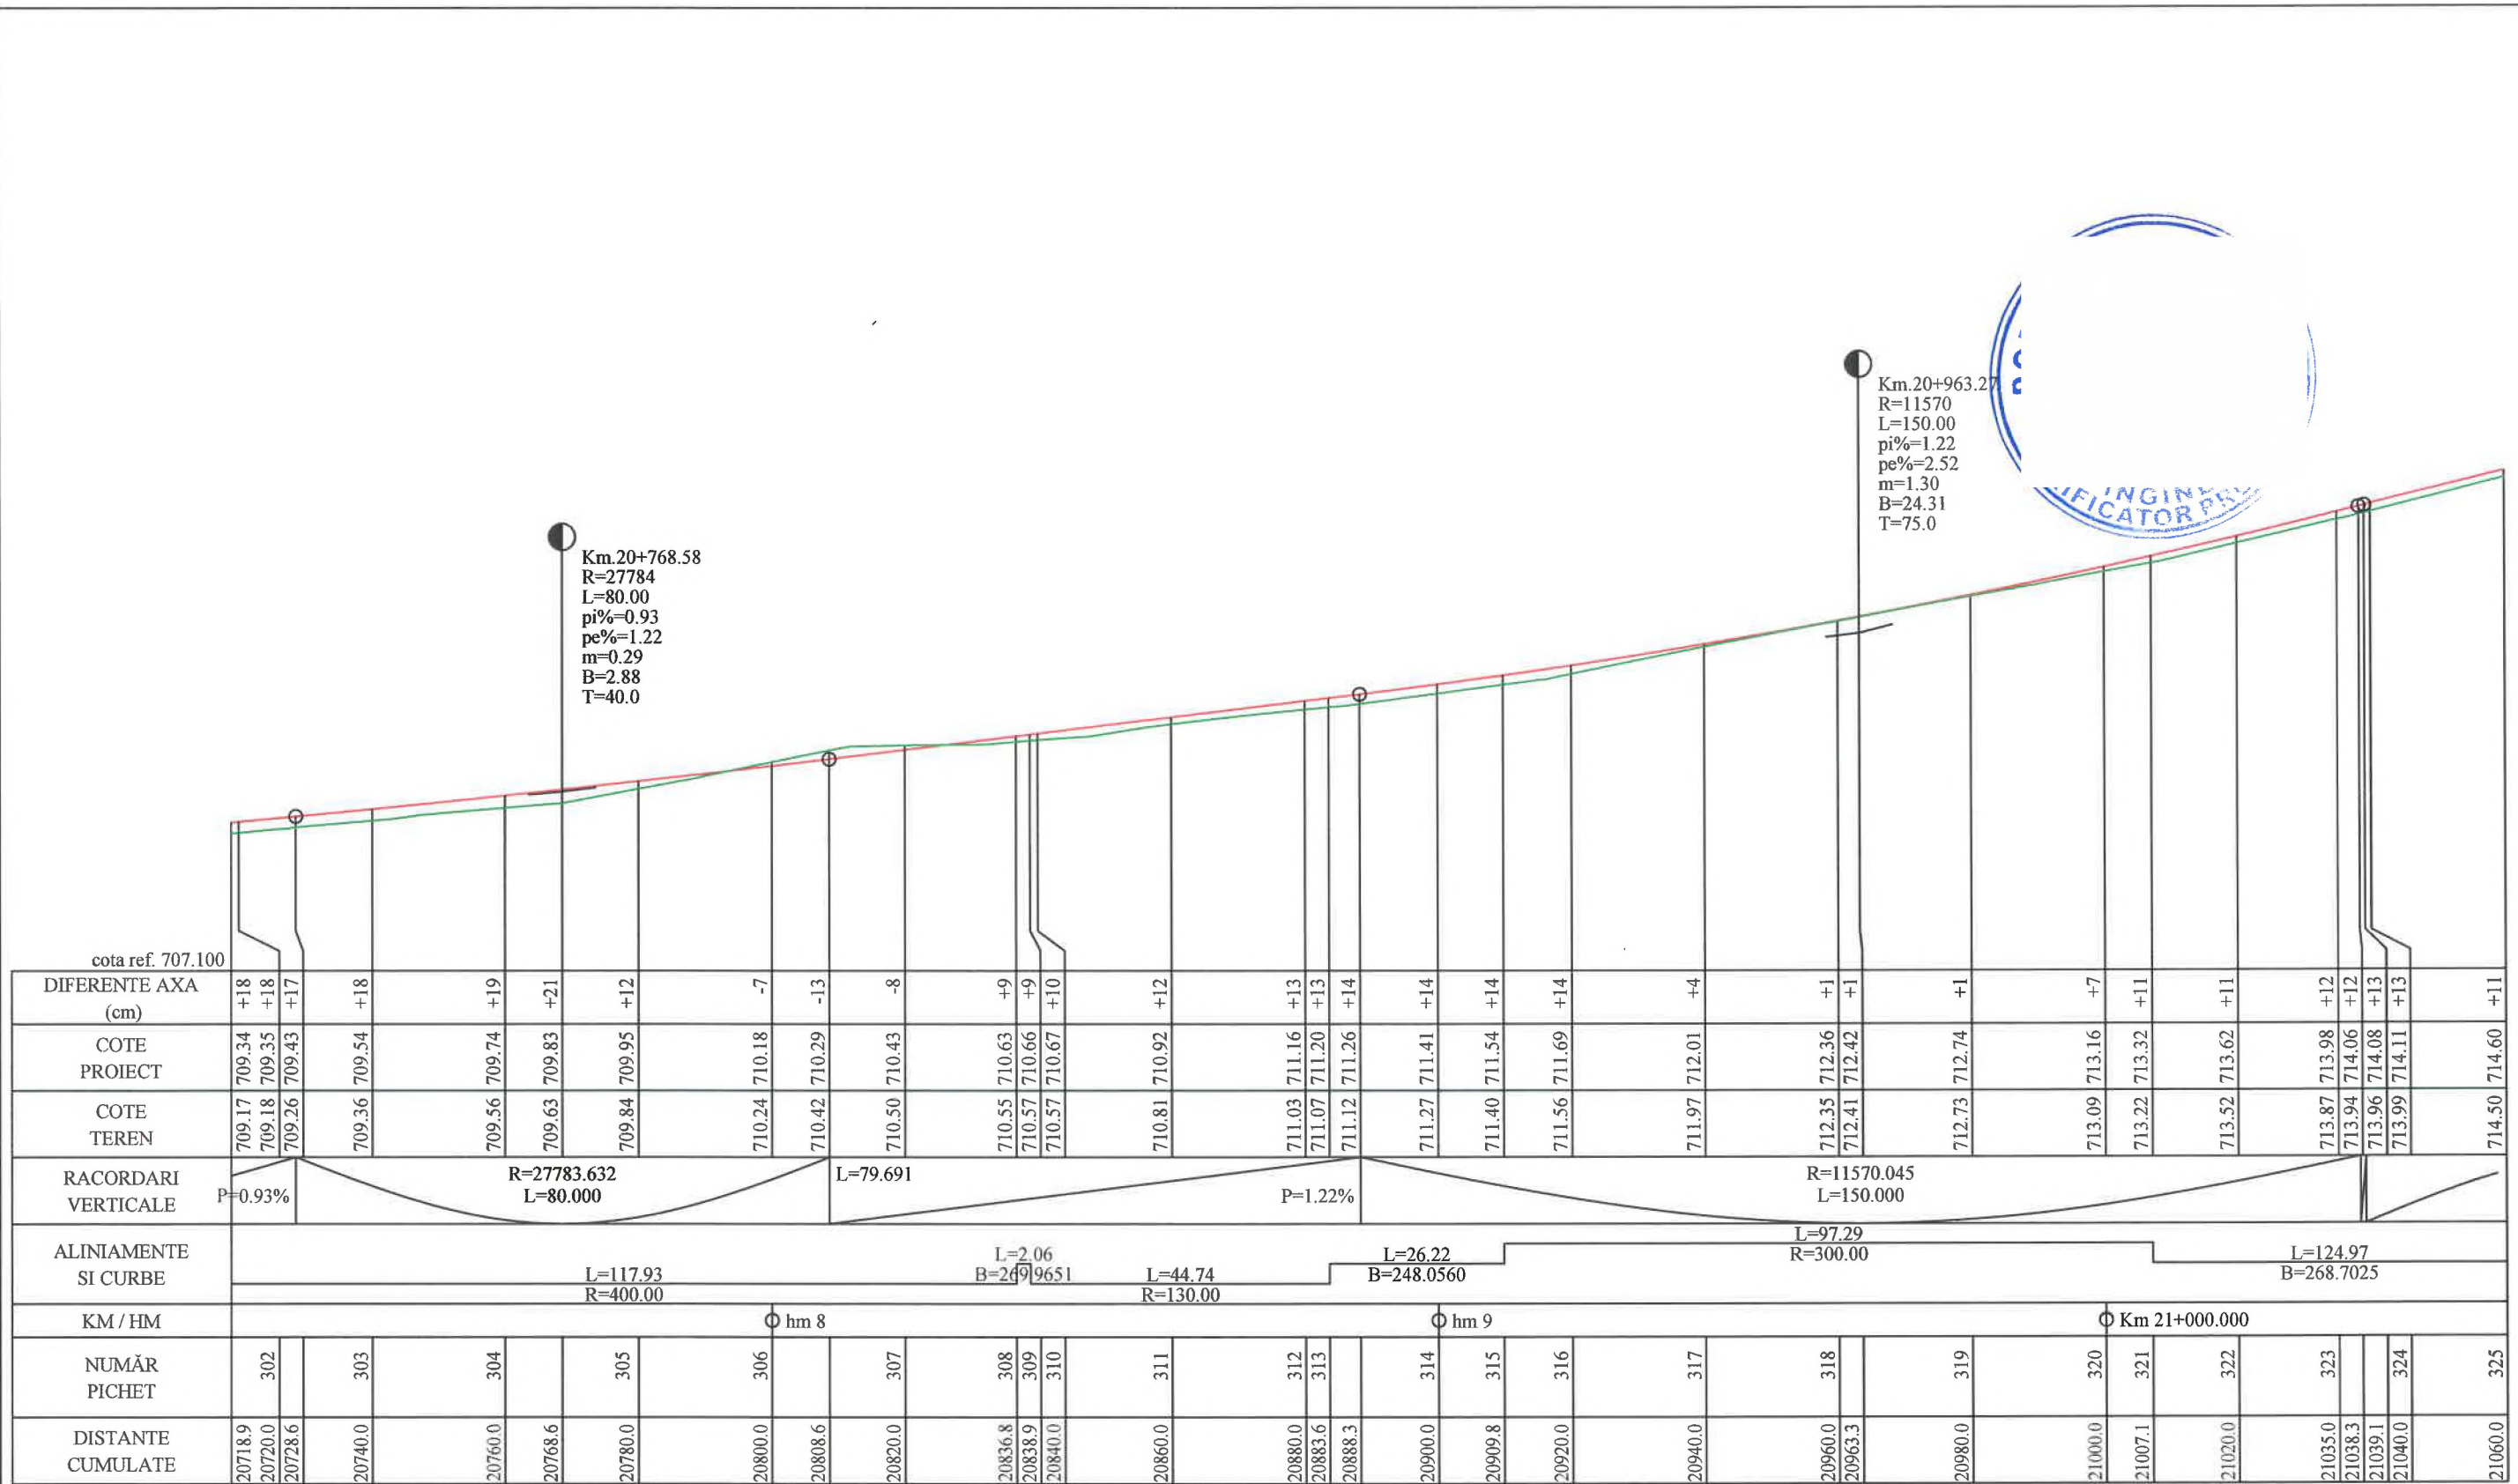 Km.20+963.27
R=11570
L=150.00
pi%=1.22
pe%=2.52
m=1.30
B=24.31
T=75.0
INGIN
IFICATOR PR
Km.20+768.58
R=27784
L=80.00
pi%=0.93
pe%=1.22
m=0.29
B=2.88
T=40.0
cota ref. 707.100
DIFERENTE AXA
(cm)
+18 +18 +17 +18 +19 +21 +12 -7 -13 -8 +9 +9 +10 +12 +13 +13 +14 +14 +14 +14 +4 +1 +1 +1 +7 +11 +11 +12 +12 +13 +13 +11
COTE
PROIECT
709.34 709.35 709.43 709.54 709.74 709.83 709.95 710.18 710.29 710.43 710.63 710.66 710.67 710.92 711.16 711.20 711.26 711.41 711.54 711.69 712.01 712.36 712.42 712.74 713.16 713.32 713.62 713.98 714.06 714.08 714.11 714.60
COTE
TEREN
709.17 709.18 709.26 709.36 709.56 709.63 709.84 710.24 710.42 710.50 710.55 710.57 710.57 710.81 711.03 711.07 711.12 711.27 711.40 711.56 711.97 712.35 712.41 712.73 713.09 713.22 713.52 713.87 713.94 713.96 713.99 714.50
RACORDARI
VERTICALE
P=0.93%
R=27783.632
L=80.000
L=79.691
P=1.22%
R=11570.045
L=150.000
ALINIAMENTE
SI CURBE
L=117.93
R=400.00
L=2.06
B=269.9651
L=44.74
R=130.00
L=26.22
B=248.0560
L=97.29
R=300.00
L=124.97
B=268.7025
KM / HM
hm 8
hm 9
Km 21+000.000
NUMĂR
PICHET
302 303 304 305 306 307 308 309 310 311 312 313 314 315 316 317 318 319 320 321 322 323 324 325
DISTANTE
CUMULATE
20718.9 20720.0 20728.6 20740.0 20760.0 20768.6 20780.0 20800.0 20808.6 20820.0 20836.8 20838.9 20840.0 20860.0 20880.0 20883.6 20888.3 20900.0 20909.8 20920.0 20940.0 20960.0 20963.3 20980.0 21000.0 21007.1 21020.0 21035.0 21038.3 21039.1 21040.0 21060.0